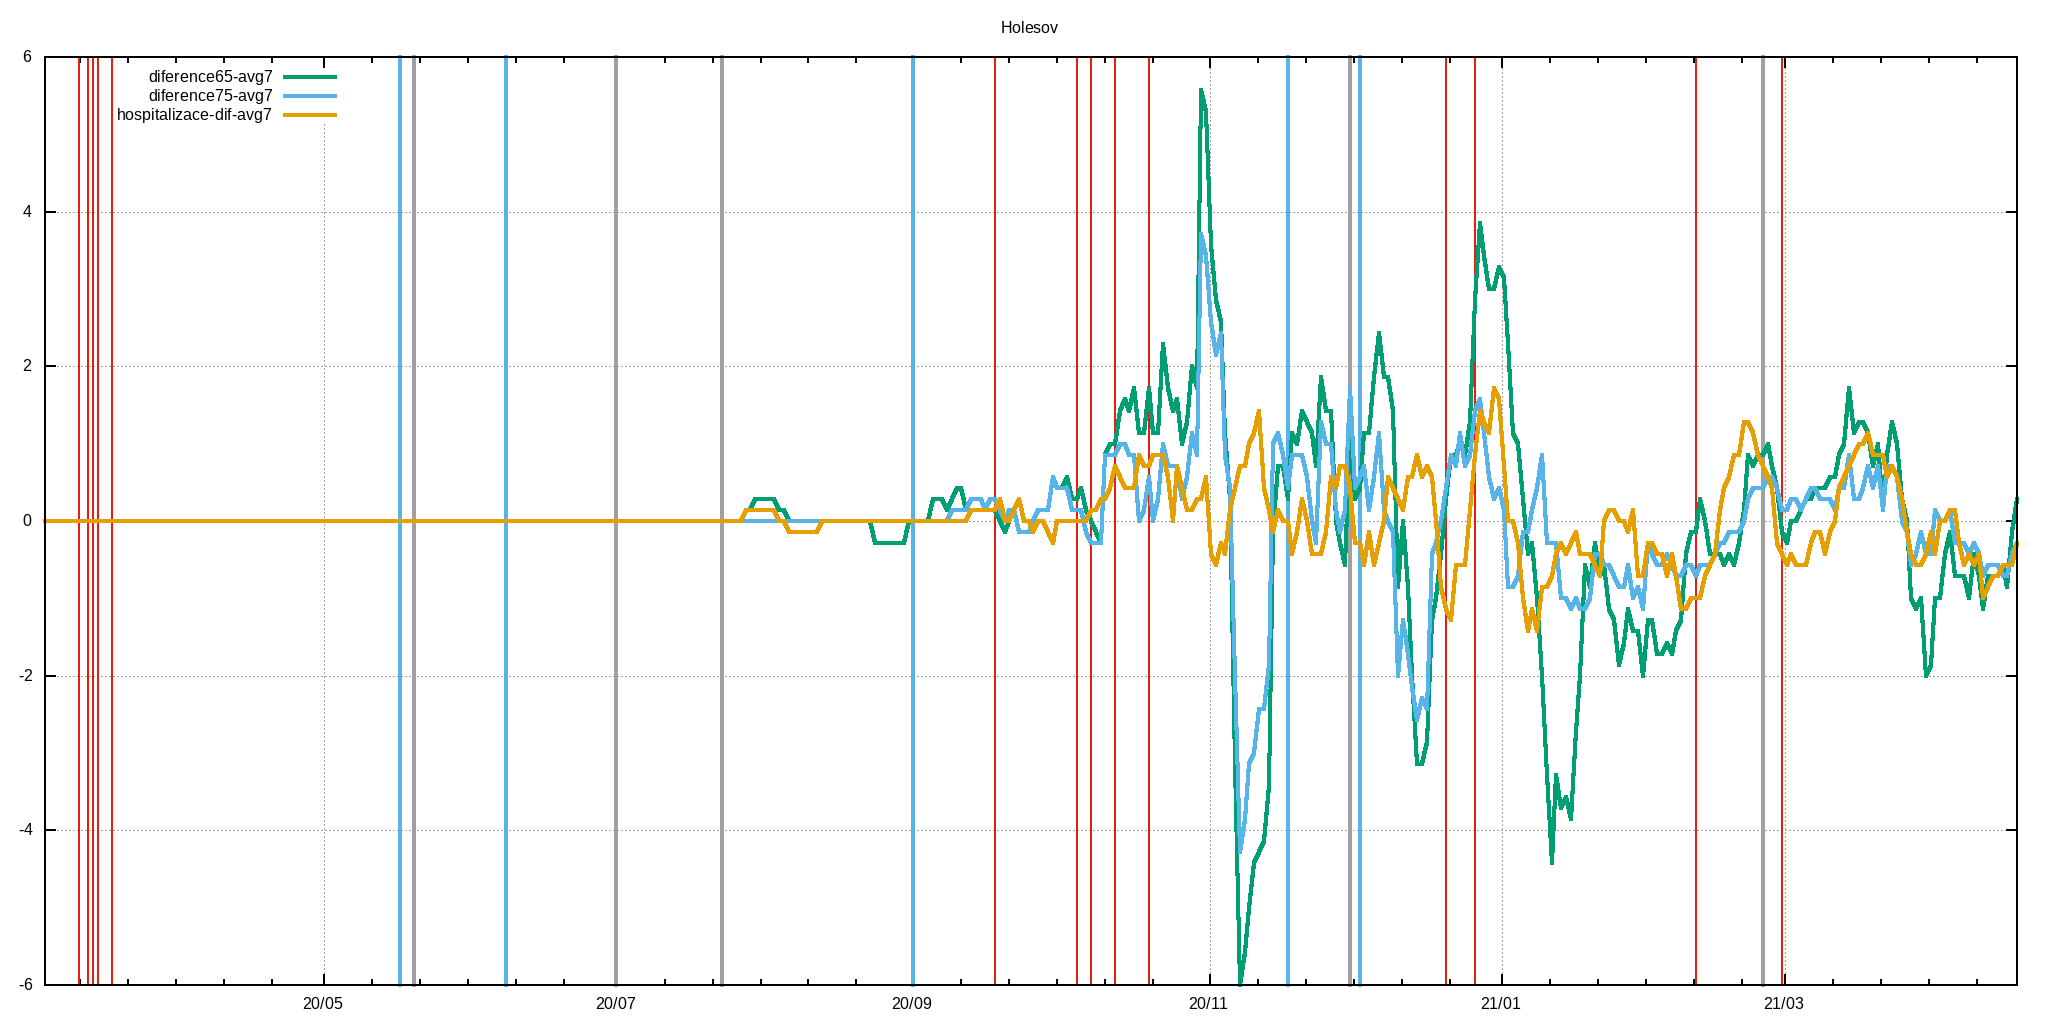 Holesov
diference65-avg7
diference75-avg7
hospitalizace-dif-avg7
6
4
2
0
-2
-4
-6
20/05 20/07 20/09 20/11 21/01 21/03